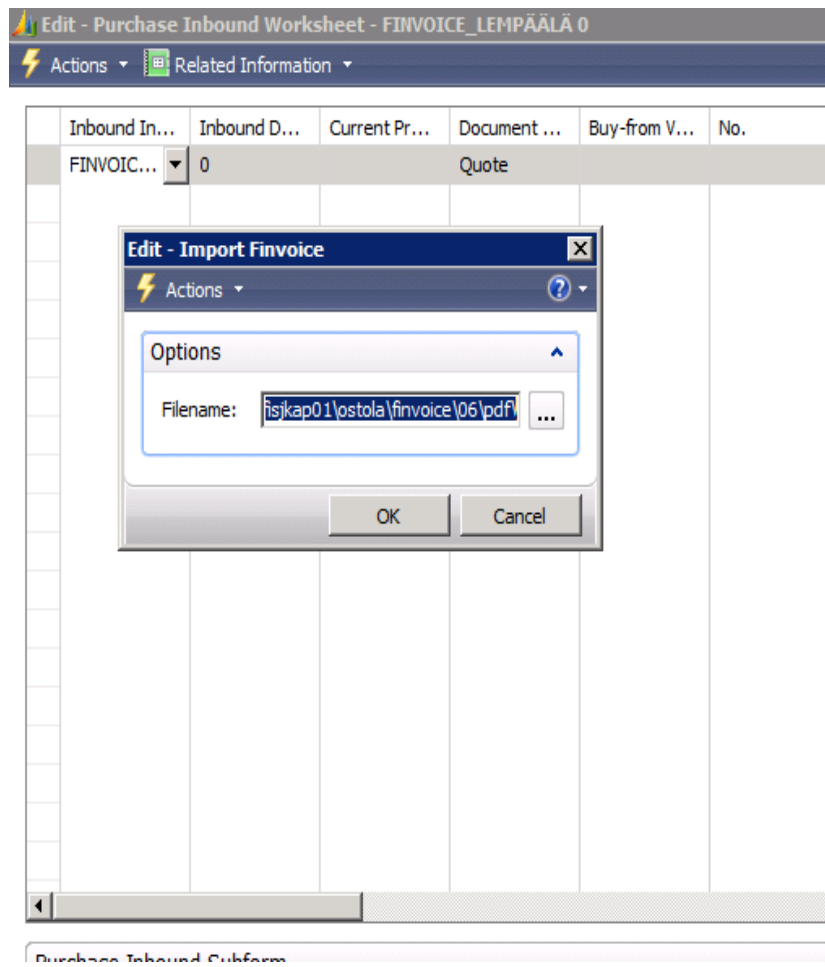 Edit - Purchase Inbound Worksheet - FINVOICE_LEMPÄÄLÄ 0
Actions Related Information
Inbound In... Inbound D... Current Pr... Document ... Buy-from V... No.
FINVOIC... 0 Quote
Edit - Import Finvoice
Actions
Options
Filename: fisjkap01\ostola\finvoice\06\pdf\ ...
OK Cancel
Purchase Inbound Subform